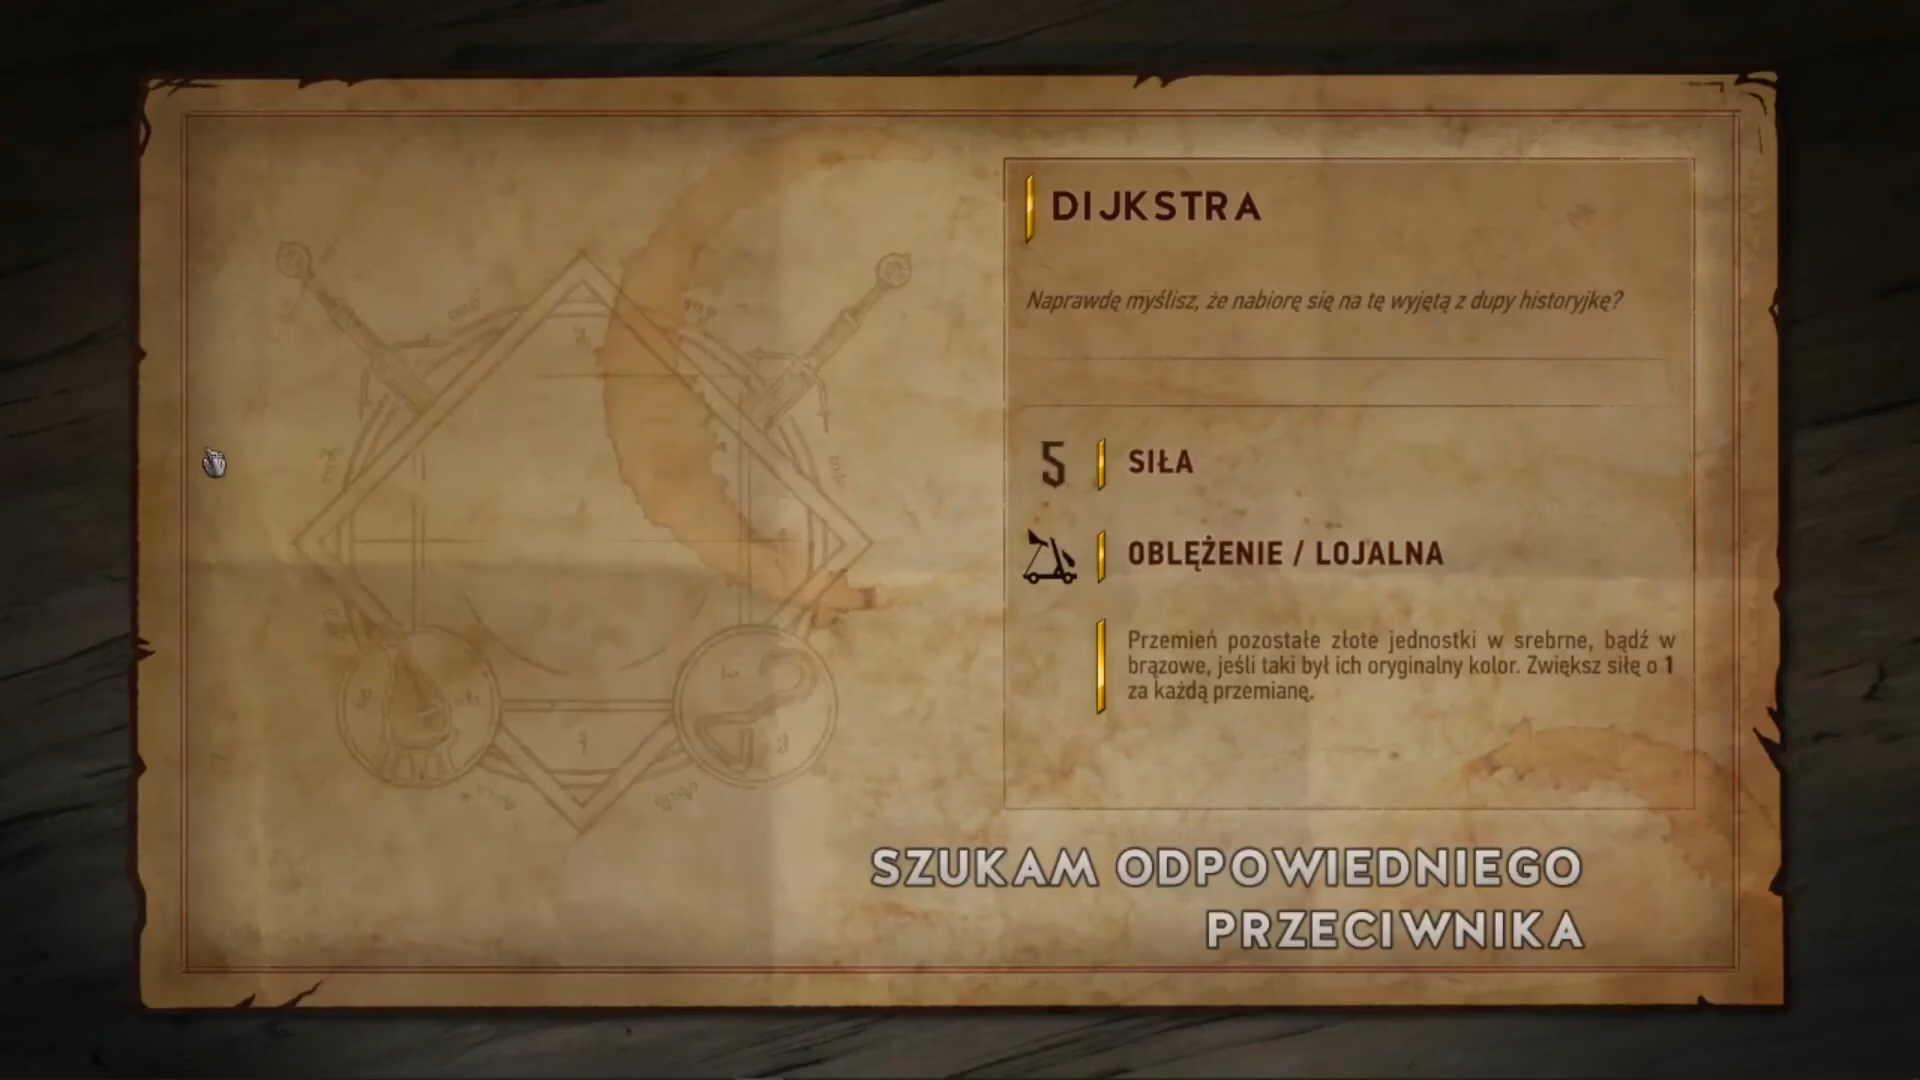 DIJKSTRA
Naprawdę myślisz, że nabiorę się na tę wyjętą z dupy historyjkę?
5 SIŁA
OBLĘŻENIE / LOJALNA
Przemień pozostałe złote jednostki w srebrne, bądź w
brązowe, jeśli taki był ich oryginalny kolor. Zwiększ siłę o 1
za każdą przemianę.
SZUKAM ODPOWIEDNIEGO
PRZECIWNIKA